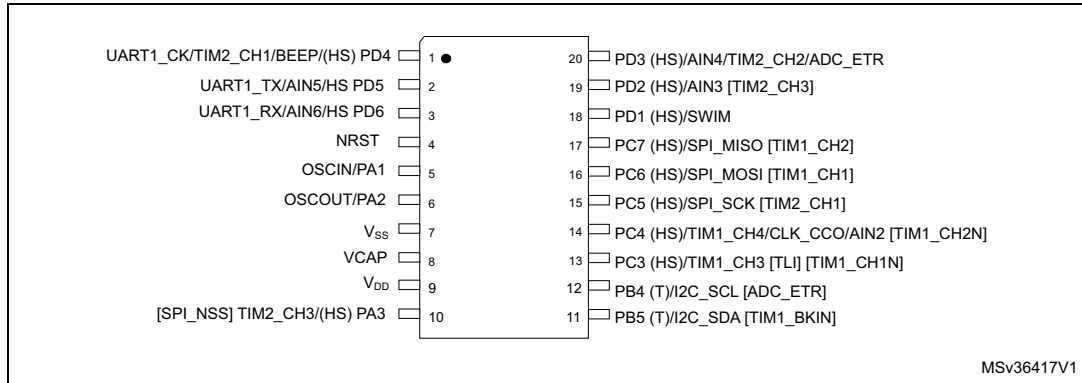 UART1_CK/TIM2_CH1/BEEP/(HS) PD4 1 20 PD3 (HS)/AIN4/TIM2_CH2/ADC_ETR
UART1_TX/AIN5/HS PD5 2 19 PD2 (HS)/AIN3 [TIM2_CH3]
UART1_RX/AIN6/HS PD6 3 18 PD1 (HS)/SWIM
NRST 4 17 PC7 (HS)/SPI_MISO [TIM1_CH2]
OSCIN/PA1 5 16 PC6 (HS)/SPI_MOSI [TIM1_CH1]
OSCOUT/PA2 6 15 PC5 (HS)/SPI_SCK [TIM2_CH1]
VSS 7 14 PC4 (HS)/TIM1_CH4/CLK_CCO/AIN2 [TIM1_CH2N]
VCAP 8 13 PC3 (HS)/TIM1_CH3 [TLI] [TIM1_CH1N]
VDD 9 12 PB4 (T)/I2C_SCL [ADC_ETR]
[SPI_NSS] TIM2_CH3/(HS) PA3 10 11 PB5 (T)/I2C_SDA [TIM1_BKIN]
MSv36417V1